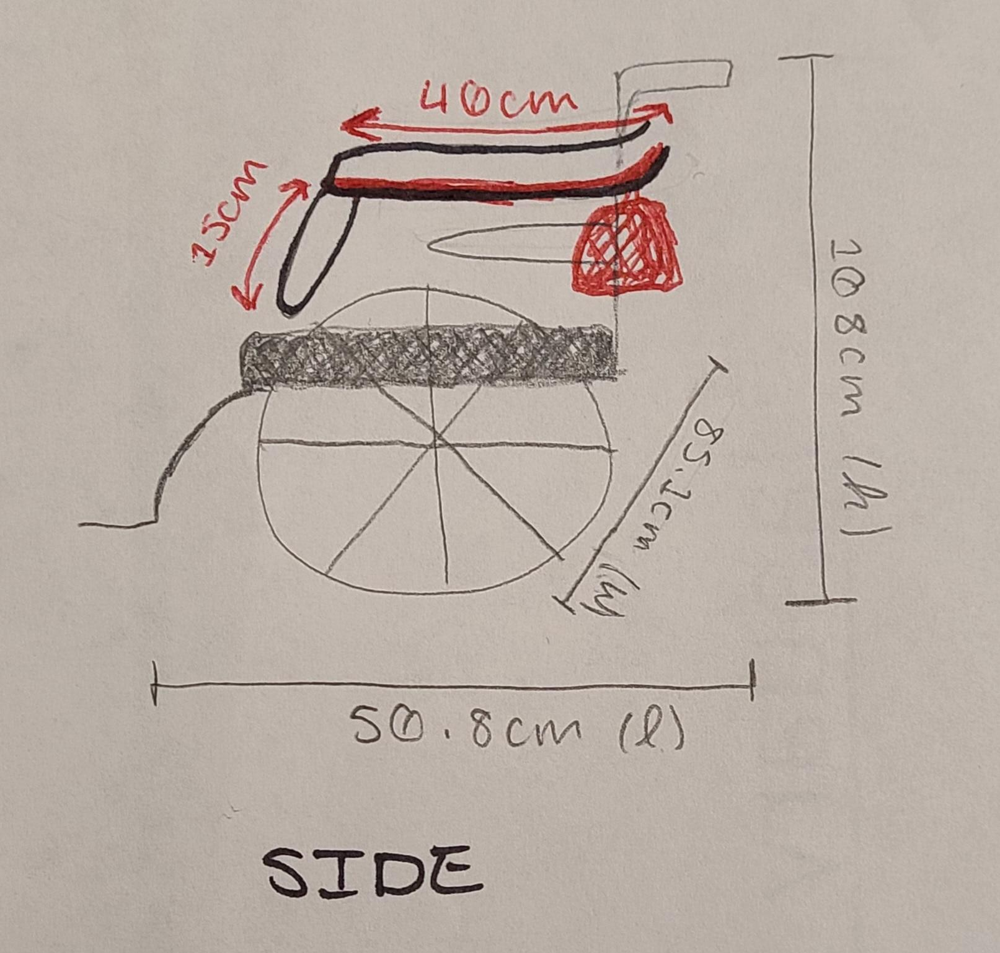 40cm
15cm
108cm (h)
85.1cm (w)
50.8cm (l)
SIDE